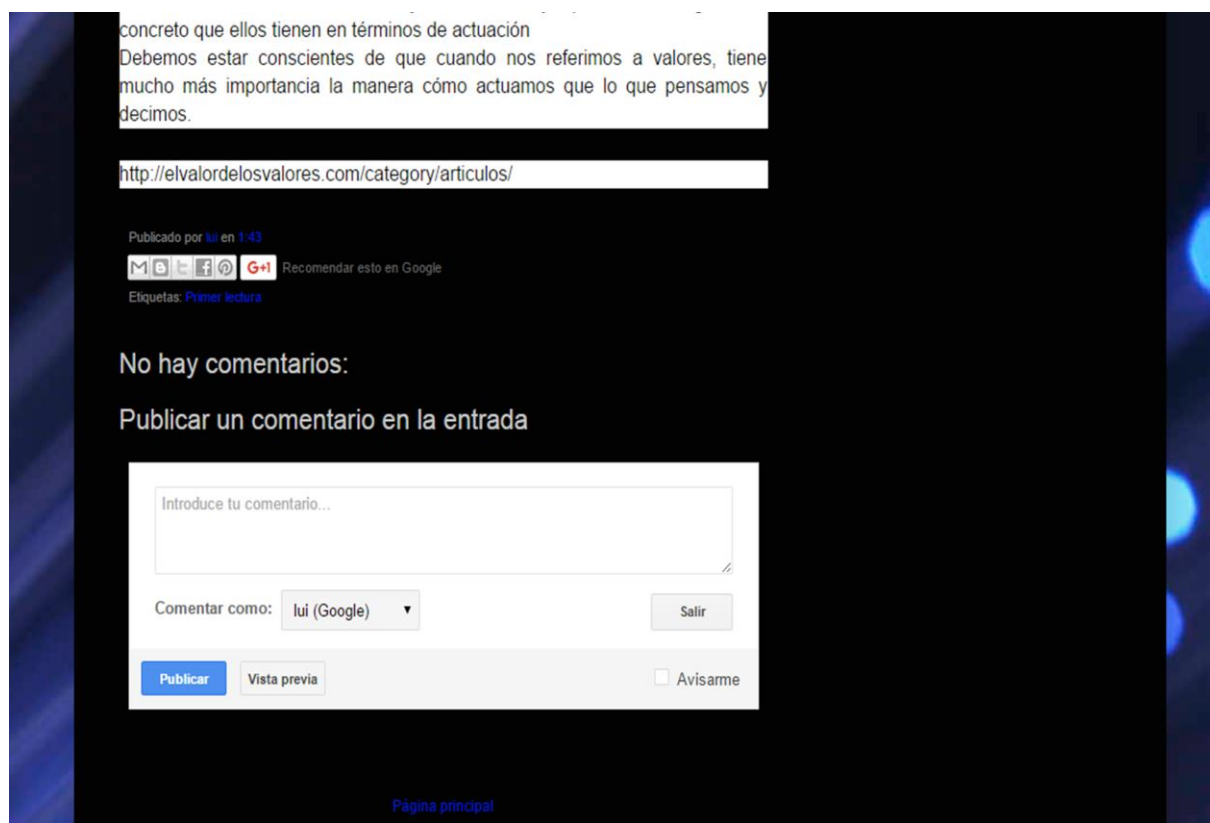 concreto que ellos tienen en términos de actuación
Debemos estar conscientes de que cuando nos referimos a valores, tiene
mucho más importancia la manera cómo actuamos que lo que pensamos y
decimos.
http://elvalordelosvalores.com/category/articulos/
Publicado por lui en 1:43
G+1 Recomendar esto en Google
Etiquetas: Primer lectura
No hay comentarios:
Publicar un comentario en la entrada
Introduce tu comentario...
Comentar como: lui (Google) Salir
Publicar Vista previa Avisarme
Página principal